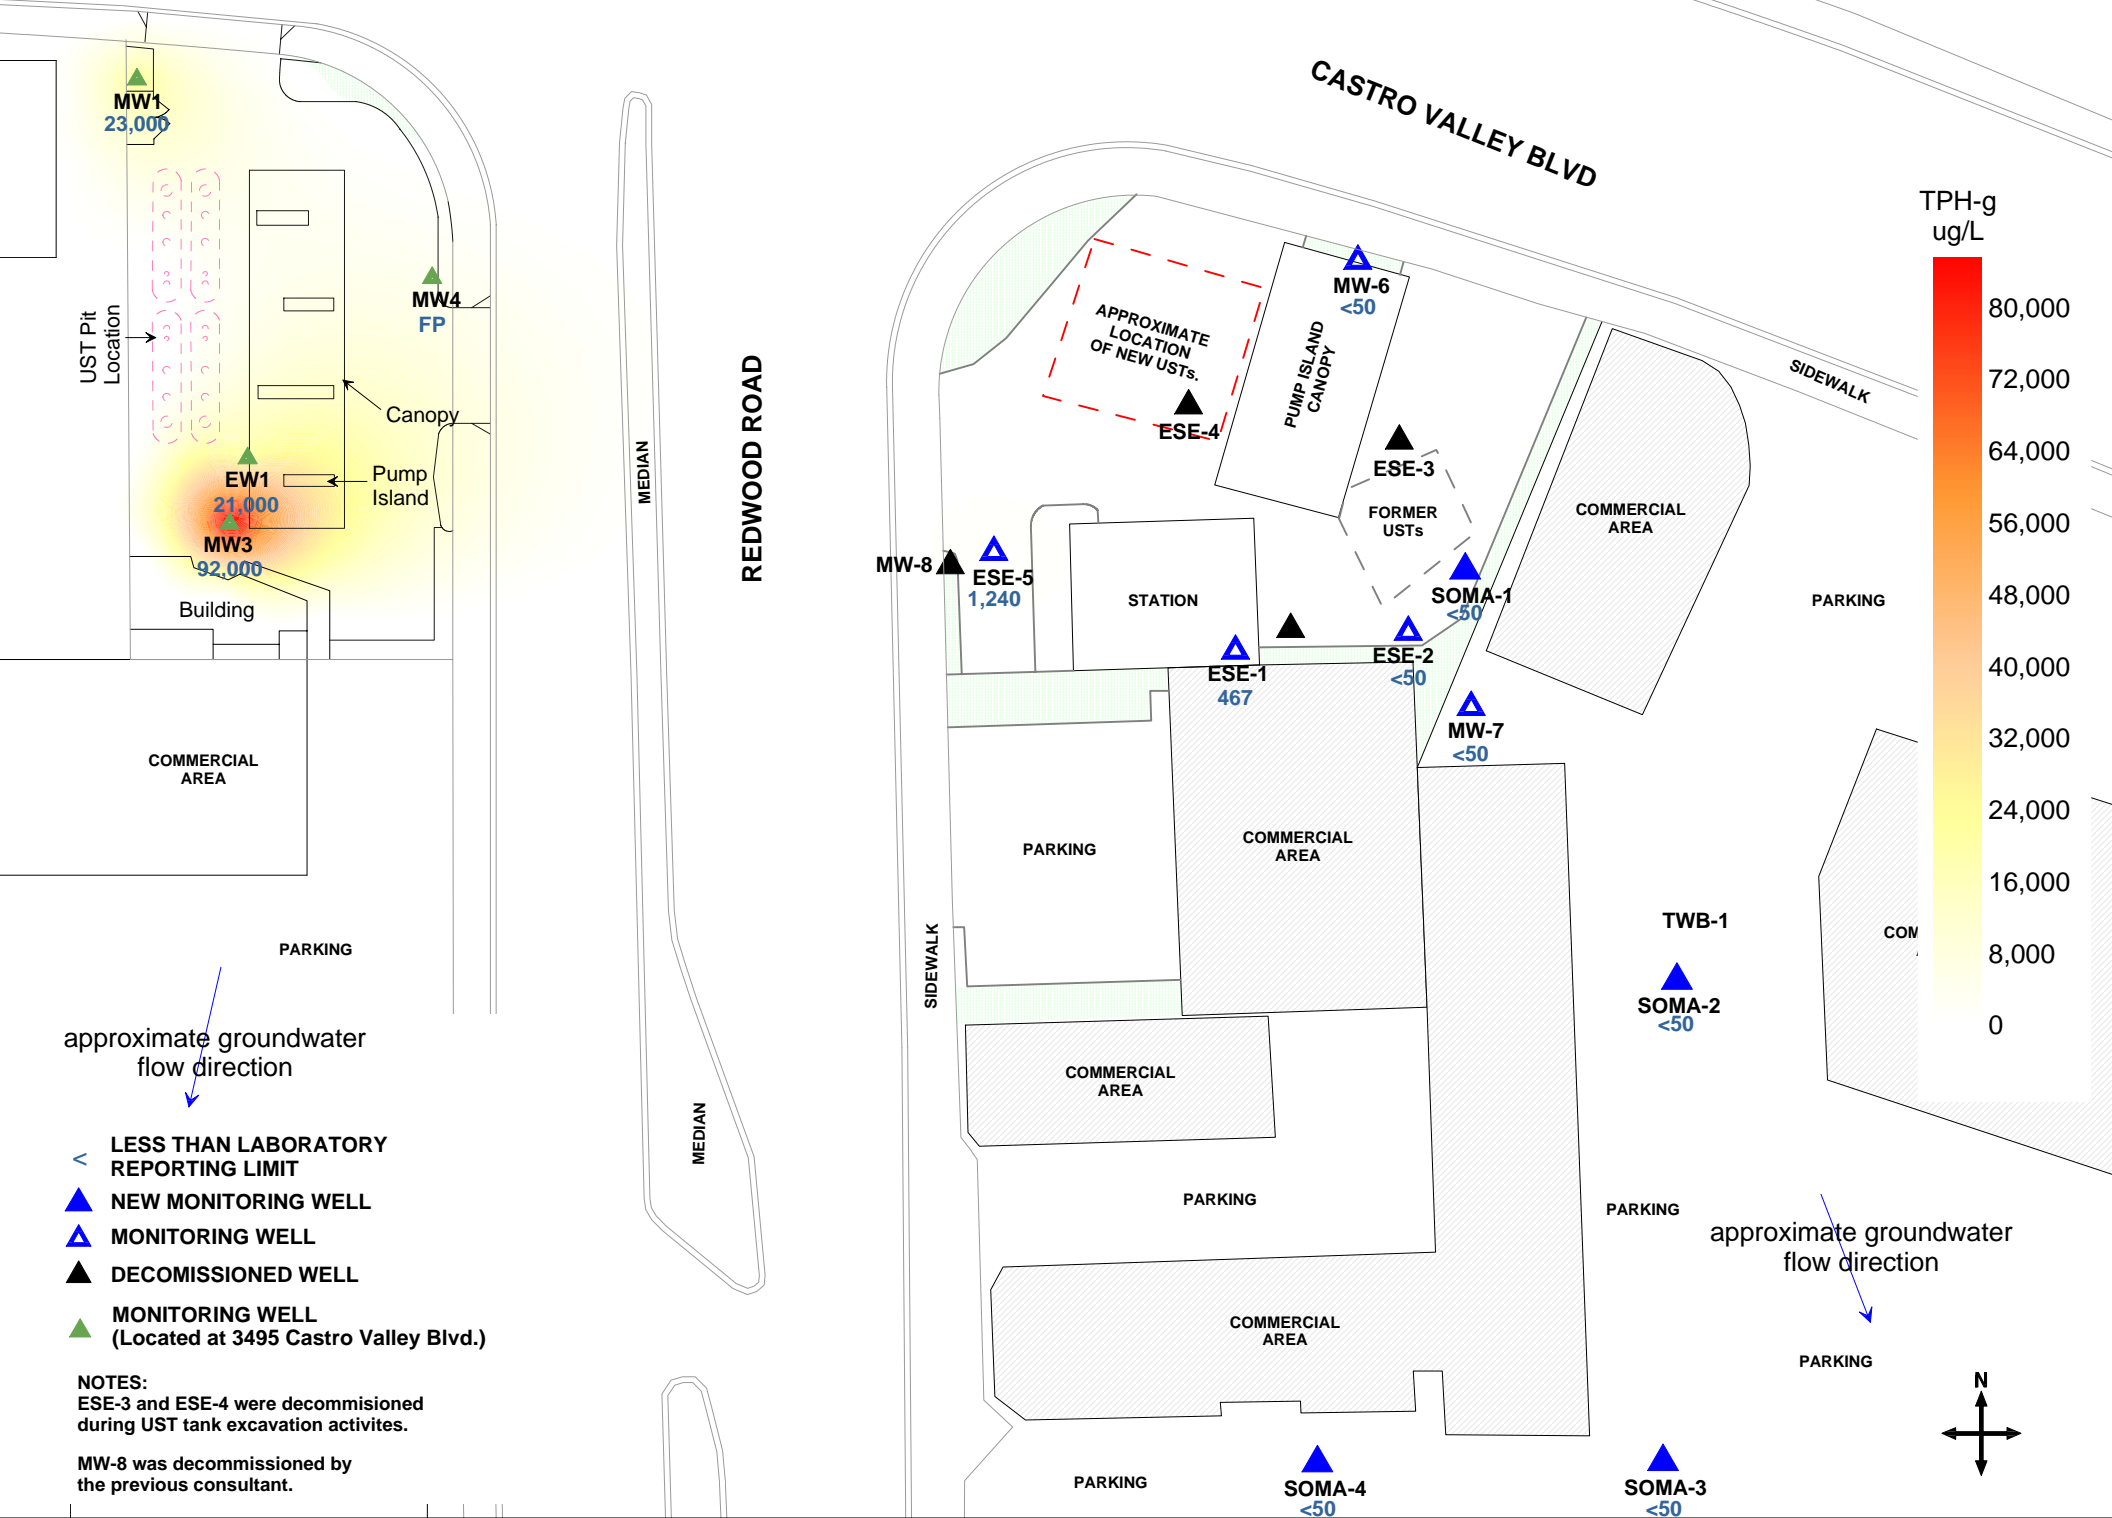 MW1
23,000
MW4
FP
UST Pit
Location
Canopy
Pump
Island
EW1
21,000
MW3
92,000
Building
COMMERCIAL
AREA
PARKING
approximate groundwater
flow direction
MEDIAN
MEDIAN
REDWOOD ROAD
CASTRO VALLEY BLVD
MW-6
<50
APPROXIMATE
LOCATION
OF NEW USTs.
PUMP ISLAND
CANOPY
ESE-4
ESE-3
FORMER
USTs
SIDEWALK
COMMERCIAL
AREA
MW-8
ESE-5
1,240
STATION
SOMA-1
<50
ESE-1
467
ESE-2
<50
MW-7
<50
PARKING
PARKING
COMMERCIAL
AREA
SIDEWALK
TWB-1
SOMA-2
<50
COM
COMMERCIAL
AREA
PARKING
PARKING
approximate groundwater
flow direction
COMMERCIAL
AREA
PARKING
N
PARKING
SOMA-4
<50
SOMA-3
<50
TPH-g
ug/L
80,000
72,000
64,000
56,000
48,000
40,000
32,000
24,000
16,000
8,000
0
< LESS THAN LABORATORY
REPORTING LIMIT
NEW MONITORING WELL
MONITORING WELL
DECOMISSIONED WELL
MONITORING WELL
(Located at 3495 Castro Valley Blvd.)
NOTES:
ESE-3 and ESE-4 were decommisioned
during UST tank excavation activites.
MW-8 was decommissioned by
the previous consultant.